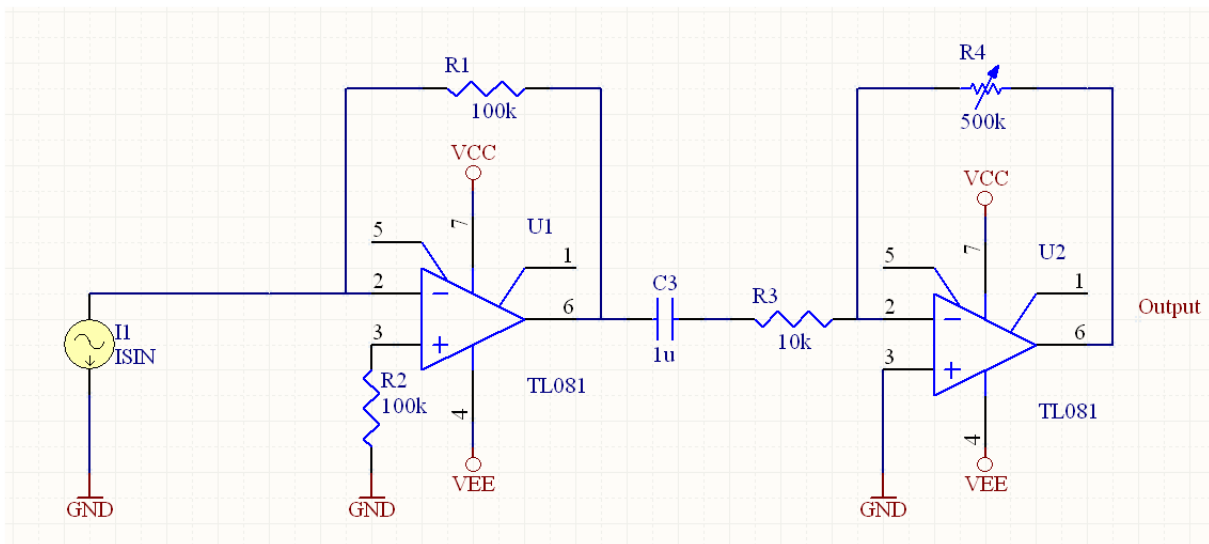 R1
100k
R4
500k
VCC
VCC
5
7
U1
1
5
7
U2
1
2
6
C3
1u
R3
10k
2
6
Output
I1
ISIN
3
3
R2
100k
4
TL081
4
TL081
VEE
VEE
GND
GND
GND